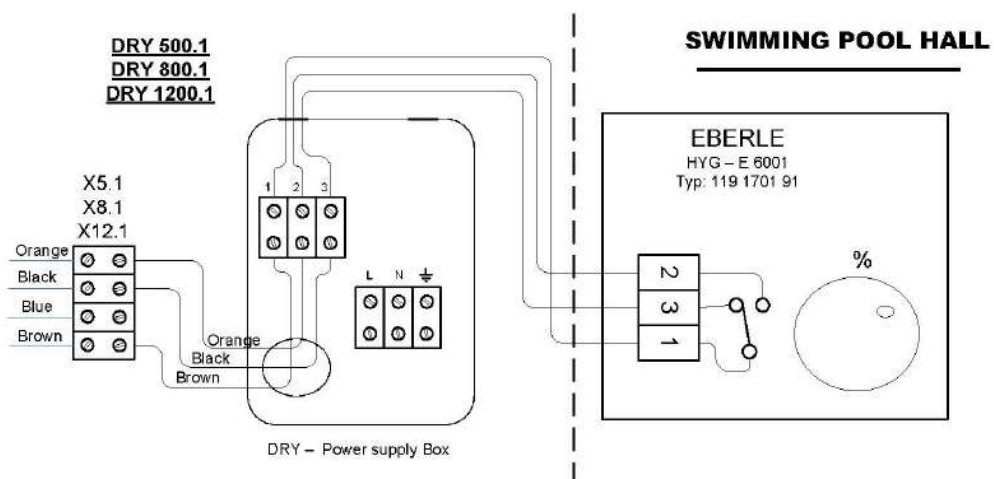 DRY 500.1
DRY 800.1
DRY 1200.1
SWIMMING POOL HALL
EBERLE
HYG – E 6001
Typ: 119 1701 91
%
X5.1
X8.1
X12.1
Orange
Black
Blue
Brown
1 2 3
L N
Orange
Black
Brown
2
3
1
DRY – Power supply Box